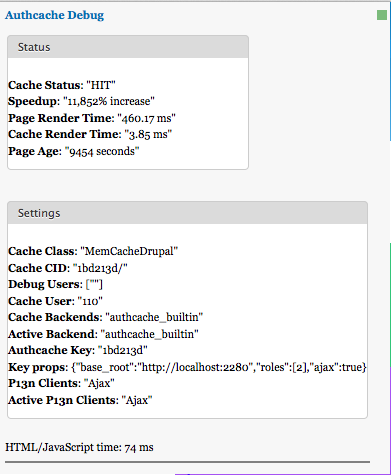 Authcache Debug
Status
Cache Status: "HIT"
Speedup: "11,852% increase"
Page Render Time: "460.17 ms"
Cache Render Time: "3.85 ms"
Page Age: "9454 seconds"
Settings
Cache Class: "MemCacheDrupal"
Cache CID: "1bd213d/"
Debug Users: [""]
Cache User: "110"
Cache Backends: "authcache_builtin"
Active Backend: "authcache_builtin"
Authcache Key: "1bd213d"
Key props: {"base_root":"http://localhost:2280","roles":[2],"ajax":true}
P13n Clients: "Ajax"
Active P13n Clients: "Ajax"
HTML/JavaScript time: 74 ms